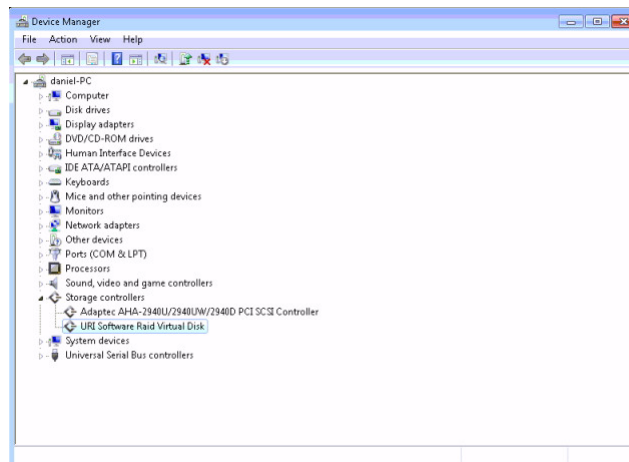 Device Manager
File Action View Help
daniel-PC
Computer
Disk drives
Display adapters
DVD/CD-ROM drives
Human Interface Devices
IDE ATA/ATAPI controllers
Keyboards
Mice and other pointing devices
Monitors
Network adapters
Other devices
Ports (COM & LPT)
Processors
Sound, video and game controllers
Storage controllers
Adaptec AHA-2940U/2940UW/2940D PCI SCSI Controller
URI Software Raid Virtual Disk
System devices
Universal Serial Bus controllers